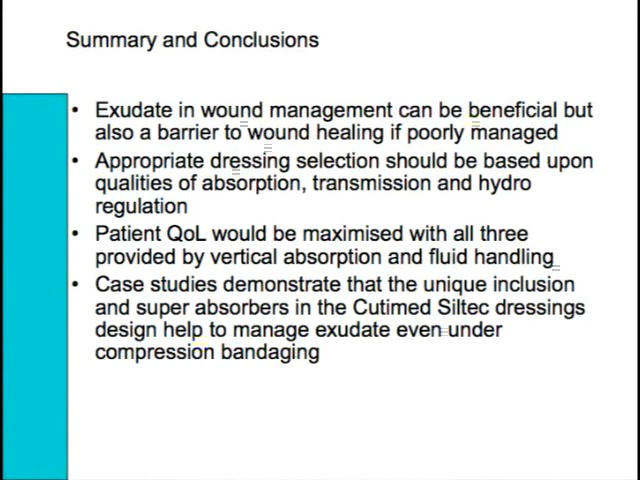 Summary and Conclusions
• Exudate in wound management can be beneficial but
also a barrier to wound healing if poorly managed
• Appropriate dressing selection should be based upon
qualities of absorption, transmission and hydro
regulation
• Patient QoL would be maximised with all three
provided by vertical absorption and fluid handling
• Case studies demonstrate that the unique inclusion
and super absorbers in the Cutimed Siltec dressings
design help to manage exudate even under
compression bandaging